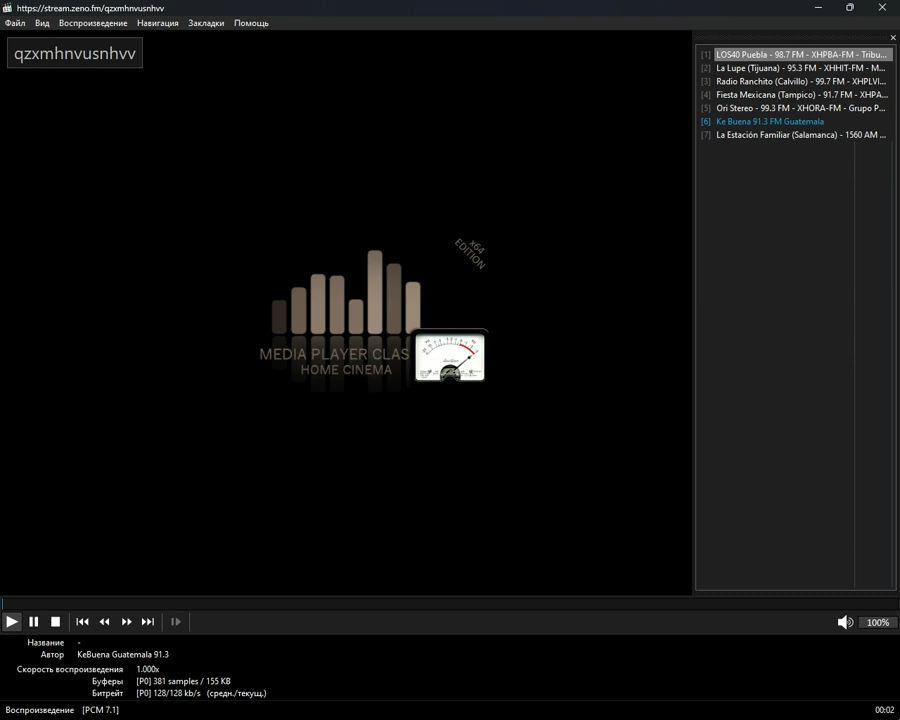 https://stream.zeno.fm/qzxmhnvusnhvv
Файл Вид Воспроизведение Навигация Закладки Помощь
qzxmhnvusnhvv
[1] LOS40 Puebla - 98.7 FM - XHPBA-FM - Tribu...
[2] La Lupe (Tijuana) - 95.3 FM - XHHIT-FM - M...
[3] Radio Ranchito (Calvillo) - 99.7 FM - XHPLVI...
[4] Fiesta Mexicana (Tampico) - 91.7 FM - XHPA...
[5] Ori Stereo - 99.3 FM - XHORA-FM - Grupo P...
[6] Ke Buena 91.3 FM Guatemala
[7] La Estación Familiar (Salamanca) - 1560 AM ...
x64
EDITION
MEDIA PLAYER CLAS
HOME CINEMA
100%
Название -
Автор KeBuena Guatemala 91.3
Скорость воспроизведения 1.000x
Буферы [P0] 381 samples / 155 KB
Битрейт [P0] 128/128 kb/s (средн./текущ.)
Воспроизведение [PCM 7.1] 00:02